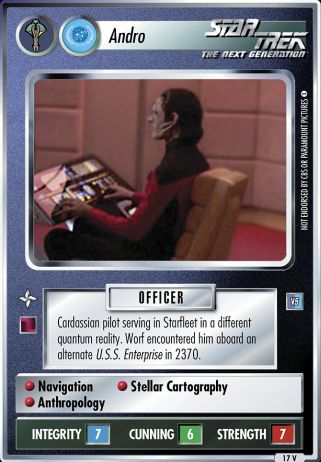 Andro
STAR TREK
THE NEXT GENERATION
NOT ENDORSED BY CBS OR PARAMOUNT PICTURES
OFFICER
V5
Cardassian pilot serving in Starfleet in a different
quantum reality. Worf encountered him aboard an
alternate U.S.S. Enterprise in 2370.
Navigation
Stellar Cartography
Anthropology
INTEGRITY 7 CUNNING 6 STRENGTH 7
17 V